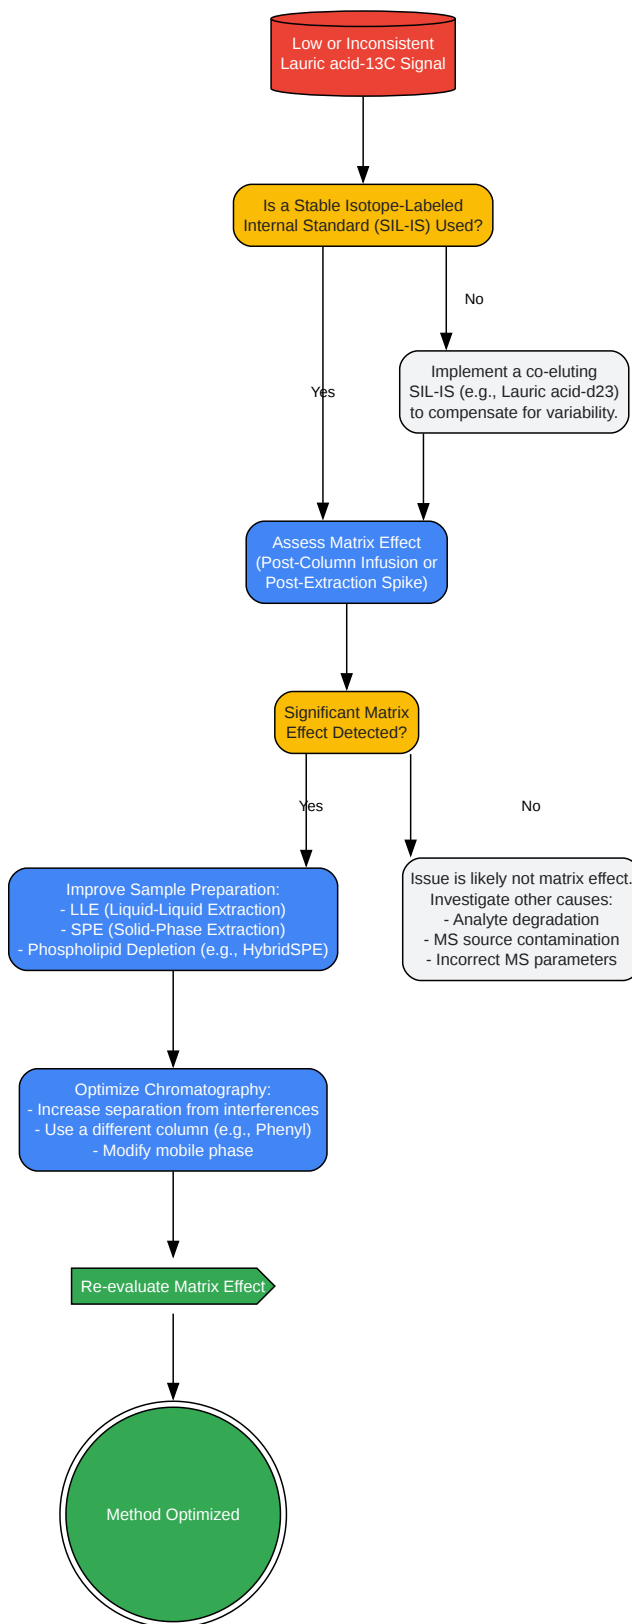 Low or Inconsistent
Lauric acid-13C Signal
Is a Stable Isotope-Labeled
Internal Standard (SIL-IS) Used?
No
Implement a co-eluting
SIL-IS (e.g., Lauric acid-d23)
to compensate for variability.
Yes
Assess Matrix Effect
(Post-Column Infusion or
Post-Extraction Spike)
Significant Matrix
Effect Detected?
Yes
No
Improve Sample Preparation:
- LLE (Liquid-Liquid Extraction)
- SPE (Solid-Phase Extraction)
- Phospholipid Depletion (e.g., HybridSPE)
Issue is likely not matrix effect.
Investigate other causes:
- Analyte degradation
- MS source contamination
- Incorrect MS parameters
Optimize Chromatography:
- Increase separation from interferences
- Use a different column (e.g., Phenyl)
- Modify mobile phase
Re-evaluate Matrix Effect
Method Optimized